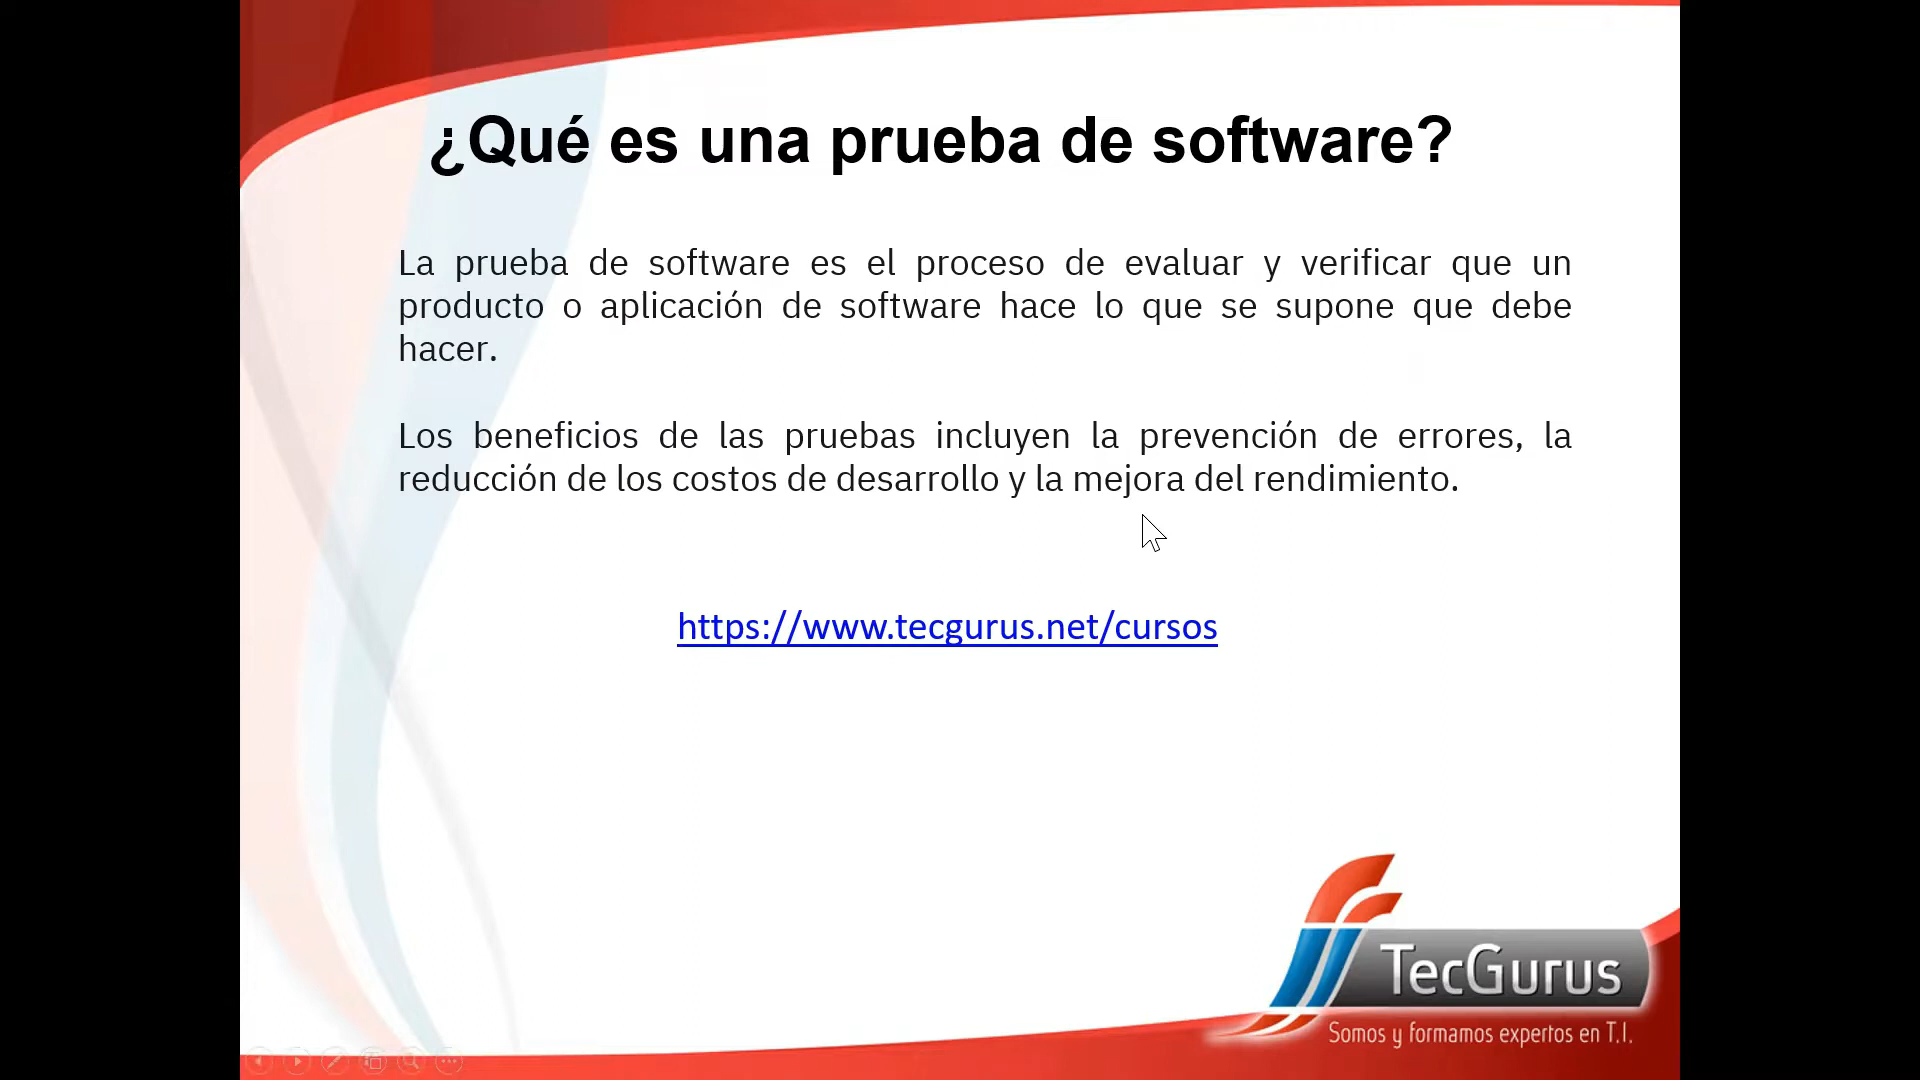 ¿Qué es una prueba de software?
La prueba de software es el proceso de evaluar y verificar que un
producto o aplicación de software hace lo que se supone que debe
hacer.
Los beneficios de las pruebas incluyen la prevención de errores, la
reducción de los costos de desarrollo y la mejora del rendimiento.
https://www.tecgurus.net/cursos
TecGurus
Somos y formamos expertos en T.I.